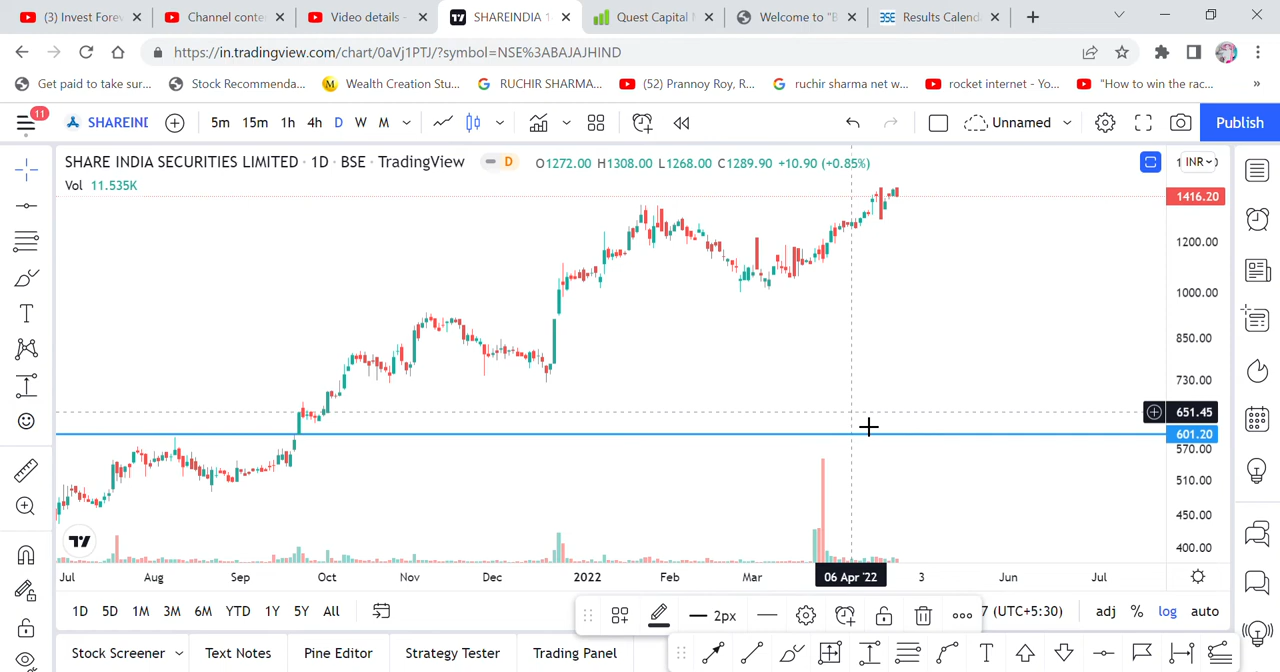 (3) Invest Forev
Channel conte
Video details -
SHAREINDIA 1
Quest Capital M
Welcome to "B
Results Calend
https://in.tradingview.com/chart/0aVj1PTJ/?symbol=NSE%3ABAJAJHIND
Get paid to take sur...
Stock Recommenda...
Wealth Creation Stu...
RUCHIR SHARMA...
(52) Prannoy Roy, R...
ruchir sharma net w...
rocket internet - Yo...
"How to win the rac...
»
11
SHAREIND
5m 15m 1h 4h D W M
Unnamed
Publish
SHARE INDIA SECURITIES LIMITED · 1D · BSE · TradingView
D
O1272.00 H1308.00 L1268.00 C1289.90 +10.90 (+0.85%)
1 INR
Vol 11.535K
1416.20
1200.00
1000.00
850.00
730.00
651.45
601.20
570.00
510.00
450.00
400.00
Jul Aug Sep Oct Nov Dec 2022 Feb Mar 06 Apr '22 3 Jun Jul
1D 5D 1M 3M 6M YTD 1Y 5Y All
2px
7 (UTC+5:30)
adj % log auto
Stock Screener
Text Notes
Pine Editor
Strategy Tester
Trading Panel